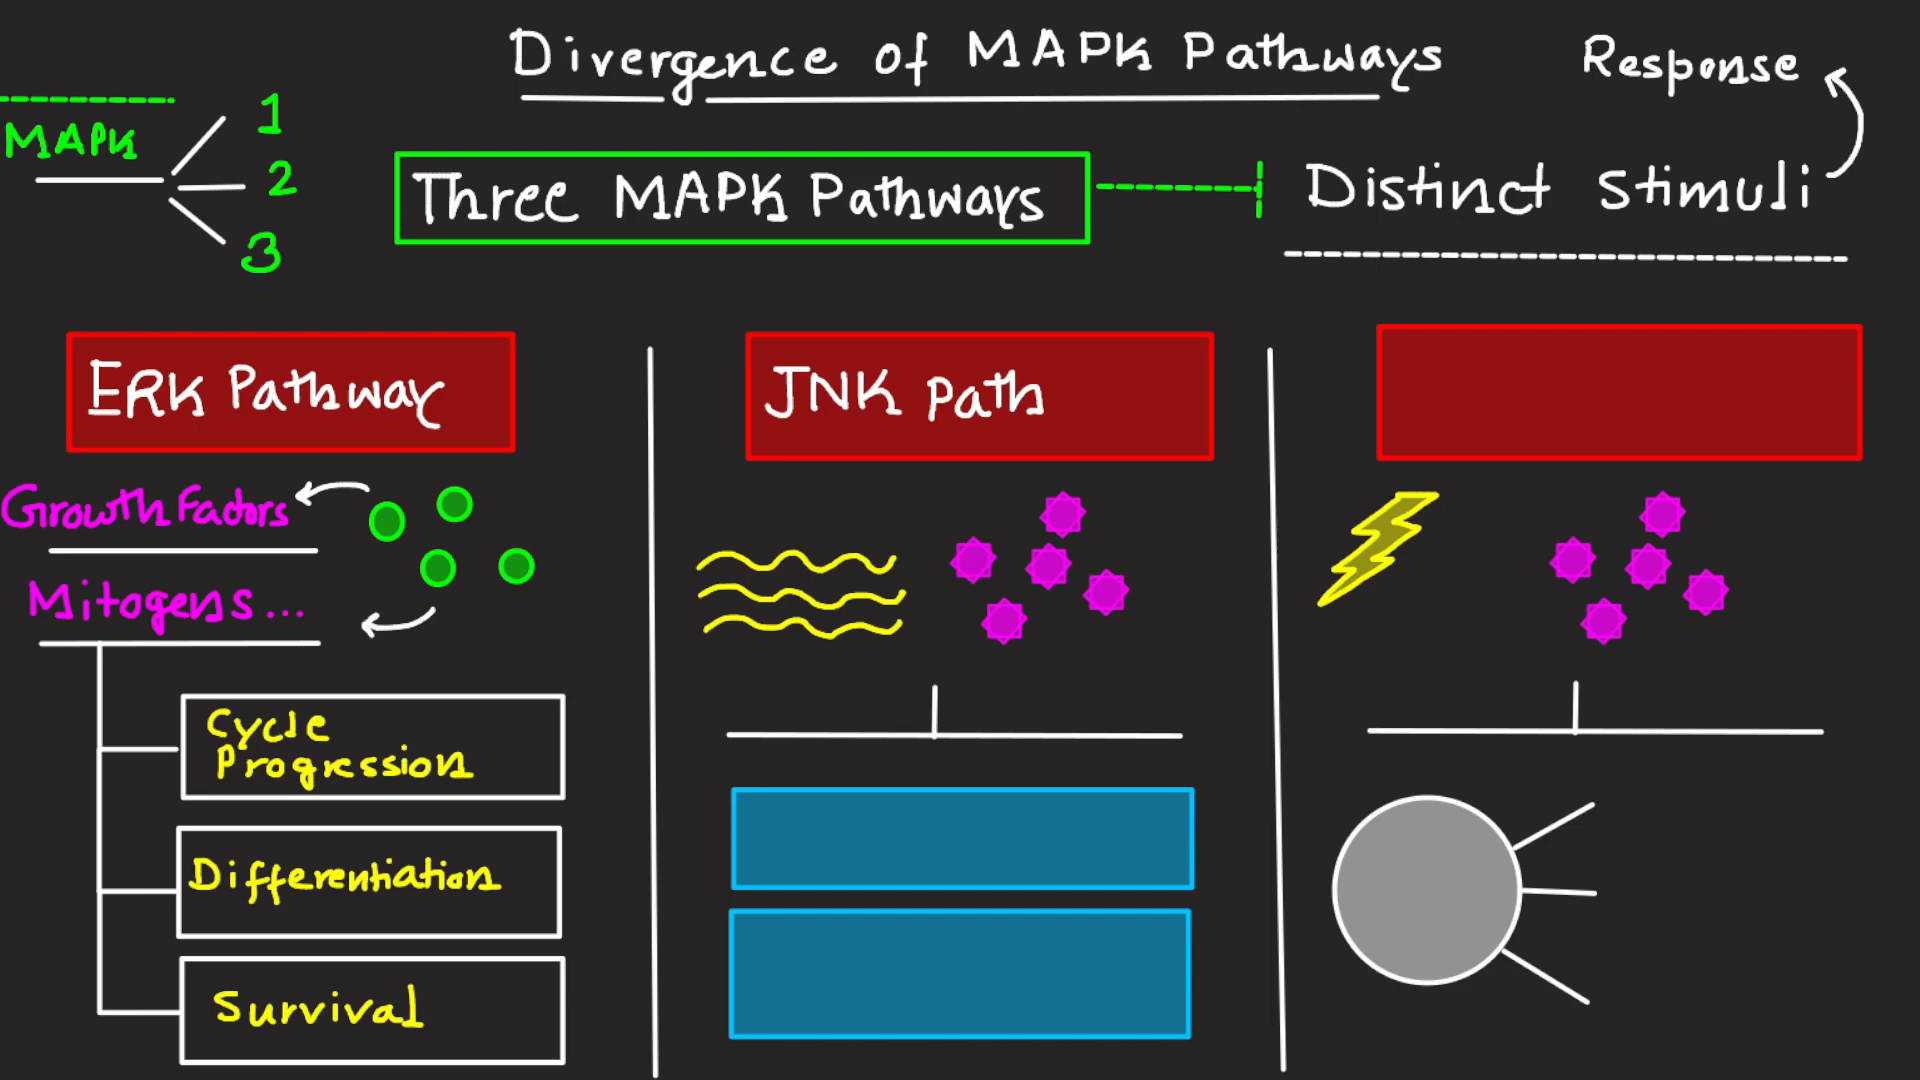 Divergence of MAPK Pathways
Response
MAPK
1
2
3
Three MAPK Pathways
Distinct Stimuli
ERK Pathway
JNK Path
Growth Factors
Mitogens...
Cycle
Progression
Differentiation
Survival